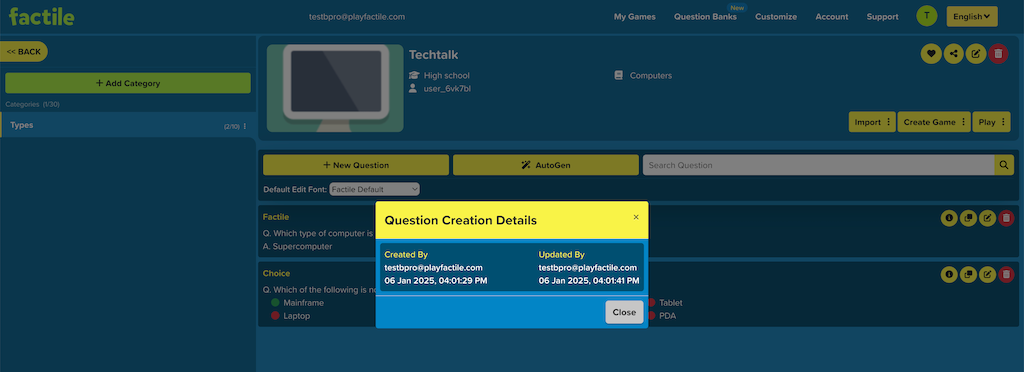 factile
testbpro@playfactile.com
My Games
Question Banks
New
Customize
Account
Support
T
English
<< BACK
+ Add Category
Categories (1/30)
Types
(2/10)
Techtalk
High school
Computers
user_6vk7bl
Import
Create Game
Play
+ New Question
AutoGen
Search Question
Default Edit Font: Factile Default
Factile
Q. Which type of computer is
A. Supercomputer
Choice
Q. Which of the following is
Mainframe
Tablet
Laptop
PDA
Question Creation Details
×
Created By
Updated By
testbpro@playfactile.com
testbpro@playfactile.com
06 Jan 2025, 04:01:29 PM
06 Jan 2025, 04:01:41 PM
Close